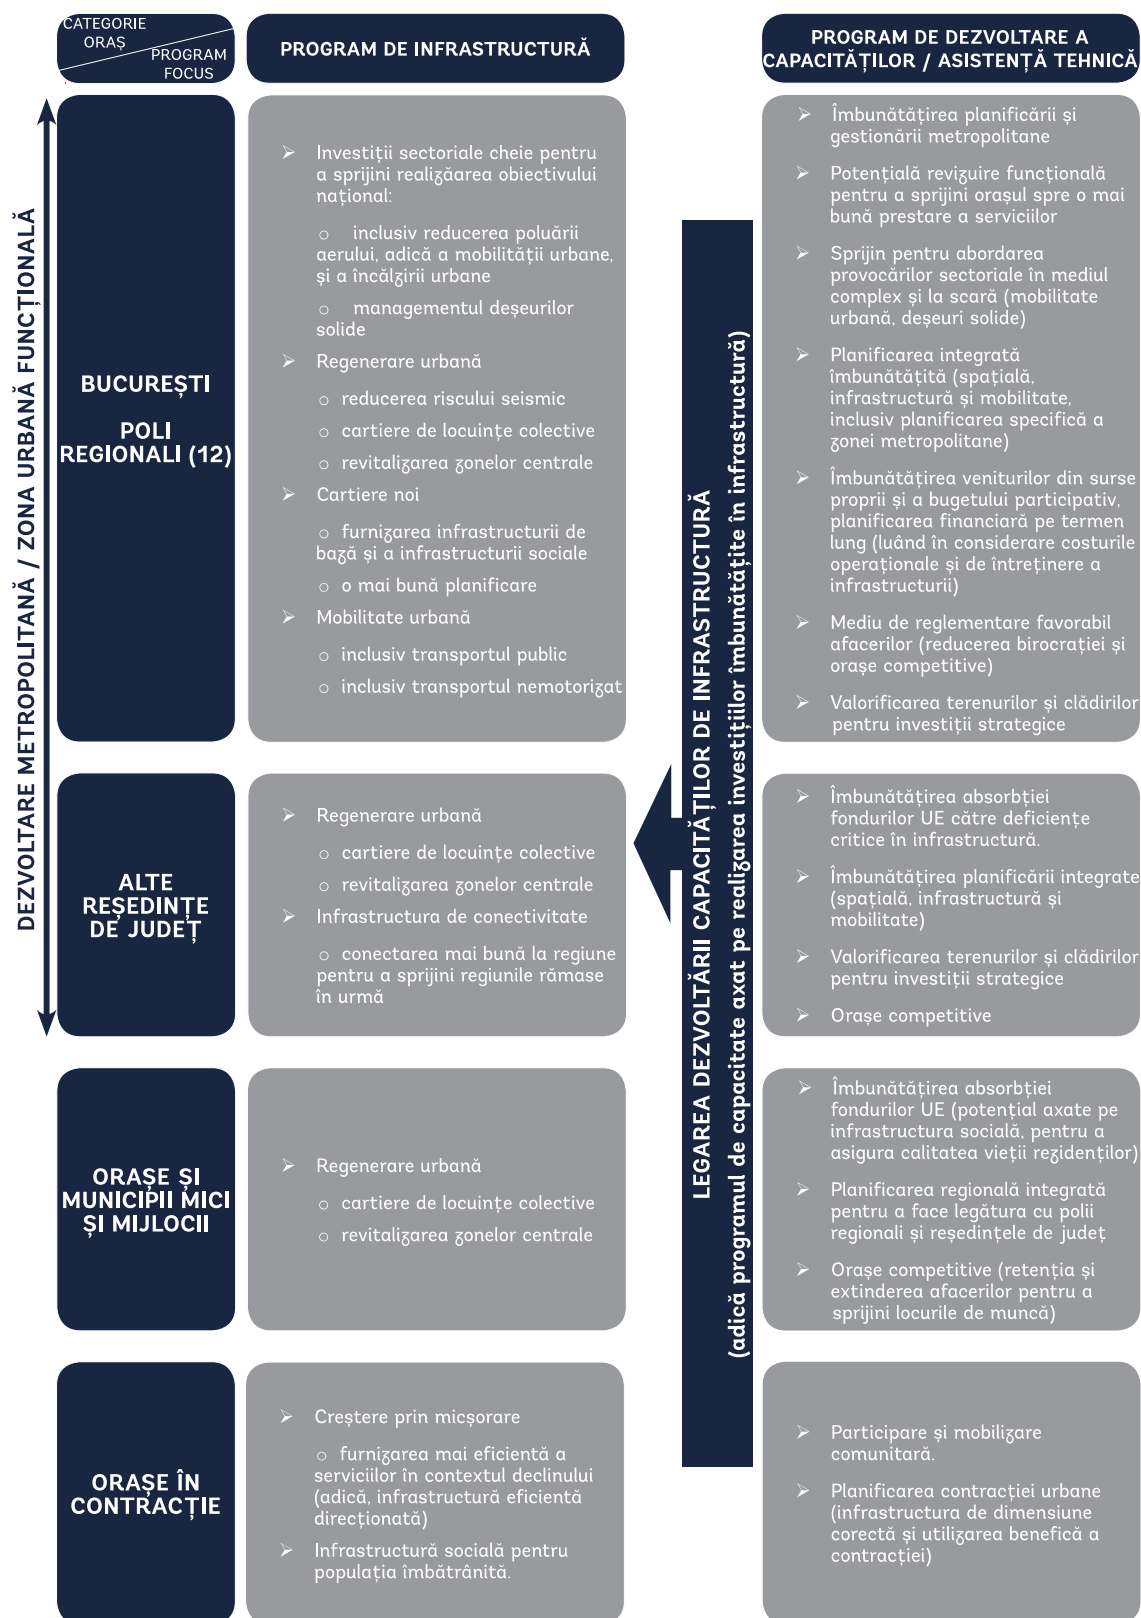 CATEGORIE
ORAȘ
PROGRAM
FOCUS
PROGRAM DE INFRASTRUCTURĂ
PROGRAM DE DEZVOLTARE A
CAPACITĂȚILOR / ASISTENȚĂ TEHNICĂ
DEZVOLTARE METROPOLITANĂ / ZONA URBANĂ FUNCȚIONALĂ
BUCUREȘTI
POLI
REGIONALI (12)
➢ Investiții sectoriale cheie pentru
a sprijini realizăarea obiectivului
național:
○ inclusiv reducerea poluării
aerului, adică a mobilității urbane,
și a încălzirii urbane
○ managementul deșeurilor
solide
➢ Regenerare urbană
○ reducerea riscului seismic
○ cartiere de locuințe colective
○ revitalizarea zonelor centrale
➢ Cartiere noi
○ furnizarea infrastructurii de
bază și a infrastructurii sociale
○ o mai bună planificare
➢ Mobilitate urbană
○ inclusiv transportul public
○ inclusiv transportul nemotorizat
LEGAREA DEZVOLTĂRII CAPACITĂȚILOR DE INFRASTRUCTURĂ
(adică programul de capacitate axat pe realizarea investițiilor îmbunătățite în infrastructură)
➢ Îmbunătățirea planificării și
gestionării metropolitane
➢ Potențială revizuire funcțională
pentru a sprijini orașul spre o mai
bună prestare a serviciilor
➢ Sprijin pentru abordarea
provocărilor sectoriale în mediul
complex și la scară (mobilitate
urbană, deșeuri solide)
➢ Planificarea integrată
îmbunătățită (spațială,
infrastructură și mobilitate,
inclusiv planificarea specifică a
zonei metropolitane)
➢ Îmbunătățirea veniturilor din surse
proprii și a bugetului participativ,
planificarea financiară pe termen
lung (luând în considerare costurile
operaționale și de întreținere a
infrastructurii)
➢ Mediu de reglementare favorabil
afacerilor (reducerea birocrației și
orașe competitive)
➢ Valorificarea terenurilor și clădirilor
pentru investiții strategice
ALTE
REȘEDINȚE
DE JUDEȚ
➢ Regenerare urbană
○ cartiere de locuințe colective
○ revitalizarea zonelor centrale
➢ Infrastructura de conectivitate
○ conectarea mai bună la regiune
pentru a sprijini regiunile rămase
în urmă
➢ Îmbunătățirea absorbției
fondurilor UE către deficiențe
critice în infrastructură.
➢ Îmbunătățirea planificării integrate
(spațială, infrastructură și
mobilitate)
➢ Valorificarea terenurilor și clădirilor
pentru investiții strategice
➢ Orașe competitive
ORAȘE ȘI
MUNICIPII MICI
ȘI MIJLOCII
➢ Regenerare urbană
○ cartiere de locuințe colective
○ revitalizarea zonelor centrale
➢ Îmbunătățirea absorbției
fondurilor UE (potențial axate pe
infrastructura socială, pentru a
asigura calitatea vieții rezidenților)
➢ Planificarea regională integrată
pentru a face legătura cu polii
regionali și reședințele de județ
➢ Orașe competitive (retenția și
extinderea afacerilor pentru a
sprijini locurile de muncă)
ORAȘE ÎN
CONTRACȚIE
➢ Creștere prin micșorare
○ furnizarea mai eficientă a
serviciilor în contextul declinului
(adică, infrastructură eficientă
direcționată)
➢ Infrastructură socială pentru
populația îmbătrânită.
➢ Participare și mobilizare
comunitară.
➢ Planificarea contracției urbane
(infrastructura de dimensiune
corectă și utilizarea benefică a
contracției)